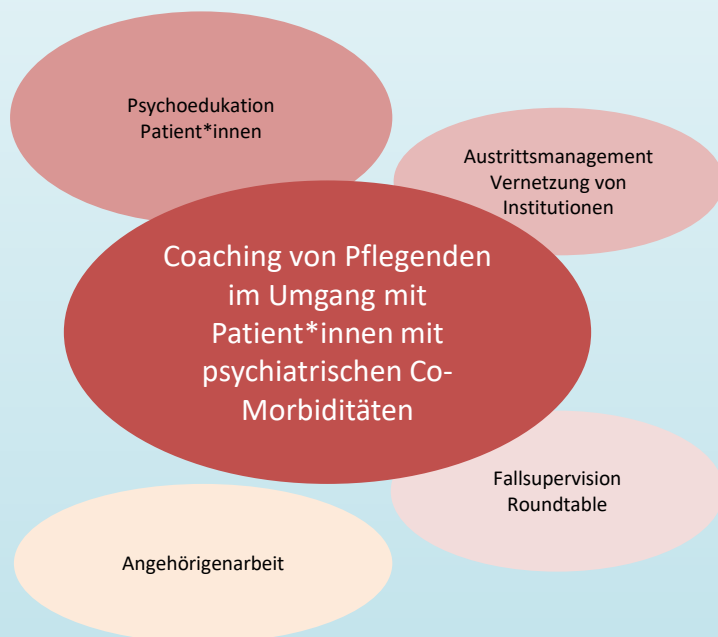 Psychoedukation
Patient*innen
Austrittsmanagement
Vernetzung von
Institutionen
Coaching von Pflegenden
im Umgang mit
Patient*innen mit
psychiatrischen Co-
Morbiditäten
Fallsupervision
Roundtable
Angehörigenarbeit